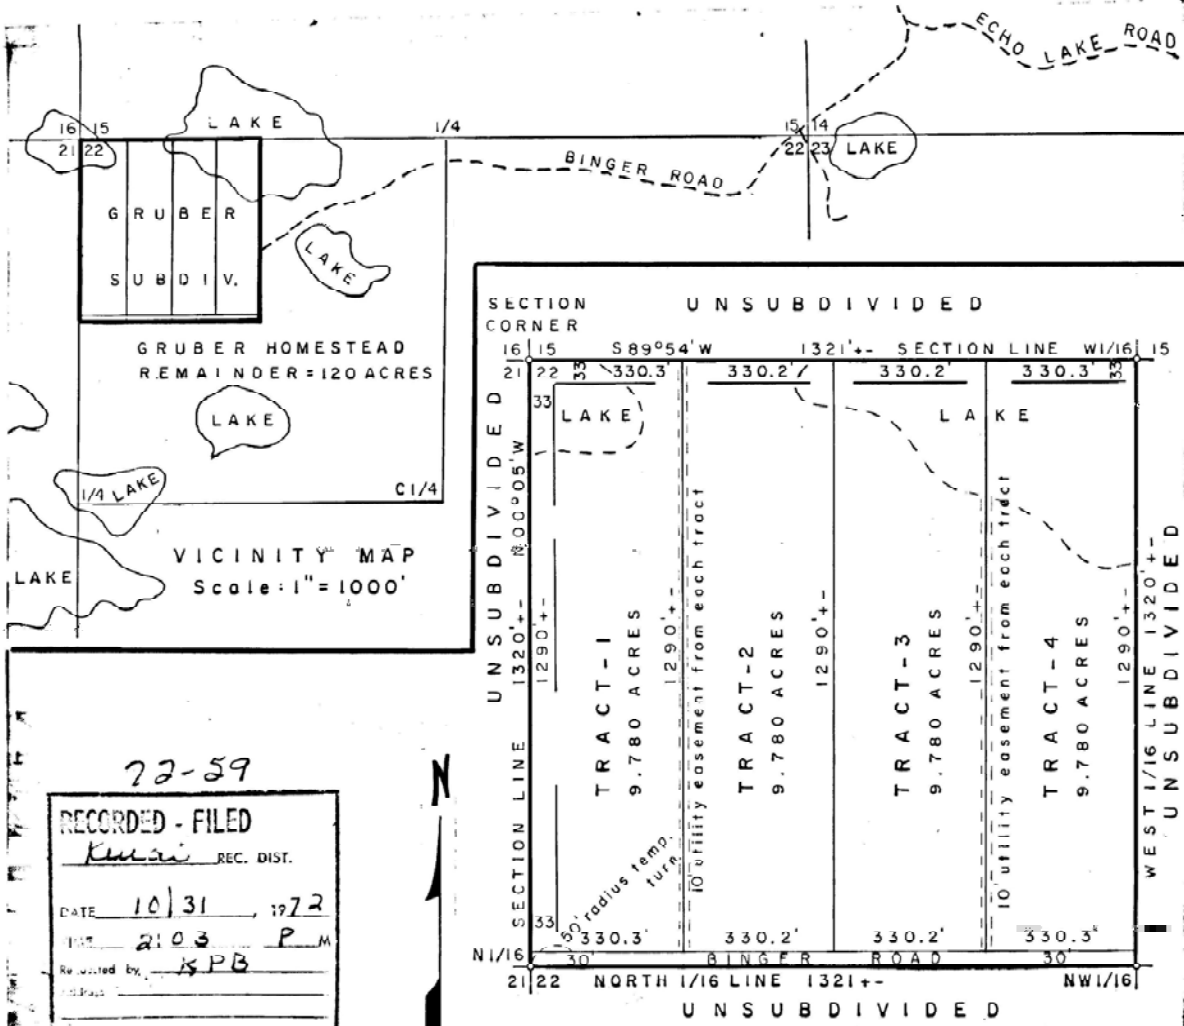 ECHO LAKE ROAD
16 15
21 22
LAKE
1/4
15 14
22 23
LAKE
BINGER ROAD
GRUBER
SUBDIV.
LAKE
GRUBER HOMESTEAD
REMAINDER=120 ACRES
LAKE
1/4 LAKE
C 1/4
LAKE
VICINITY MAP
Scale: 1"=1000'
SECTION
CORNER
UNSUBDIVIDED
16 15
S89°54'W 1321'+- SECTION LINE W1/16 15
21 22
33 330.3' 330.2' 330.2' 330.3' 33
33
LAKE
LAKE
UNSUBDIVIDED
N00°05'W
1320'+-
1290'+-
SECTION LINE
TRACT-1
9.780 ACRES
1290'+-
10' utility easement from each tract
TRACT-2
9.780 ACRES
1290'+-
TRACT-3
9.780 ACRES
1290'+-
10' utility easement from each tract
TRACT-4
9.780 ACRES
1290'+-
WEST 1/16 LINE 1320'+-
UNSUBDIVIDED
50' radius temp.
turn.
33
330.3' 330.2' 330.2' 330.3'
N1/16 30' BINGER ROAD 30'
21 22 NORTH 1/16 LINE 1321+- NW1/16
UNSUBDIVIDED
N
72-59
RECORDED - FILED
Kenai REC. DIST.
DATE 10/31, 1972
TIME 2:03 P M
Requested by KPB
Address